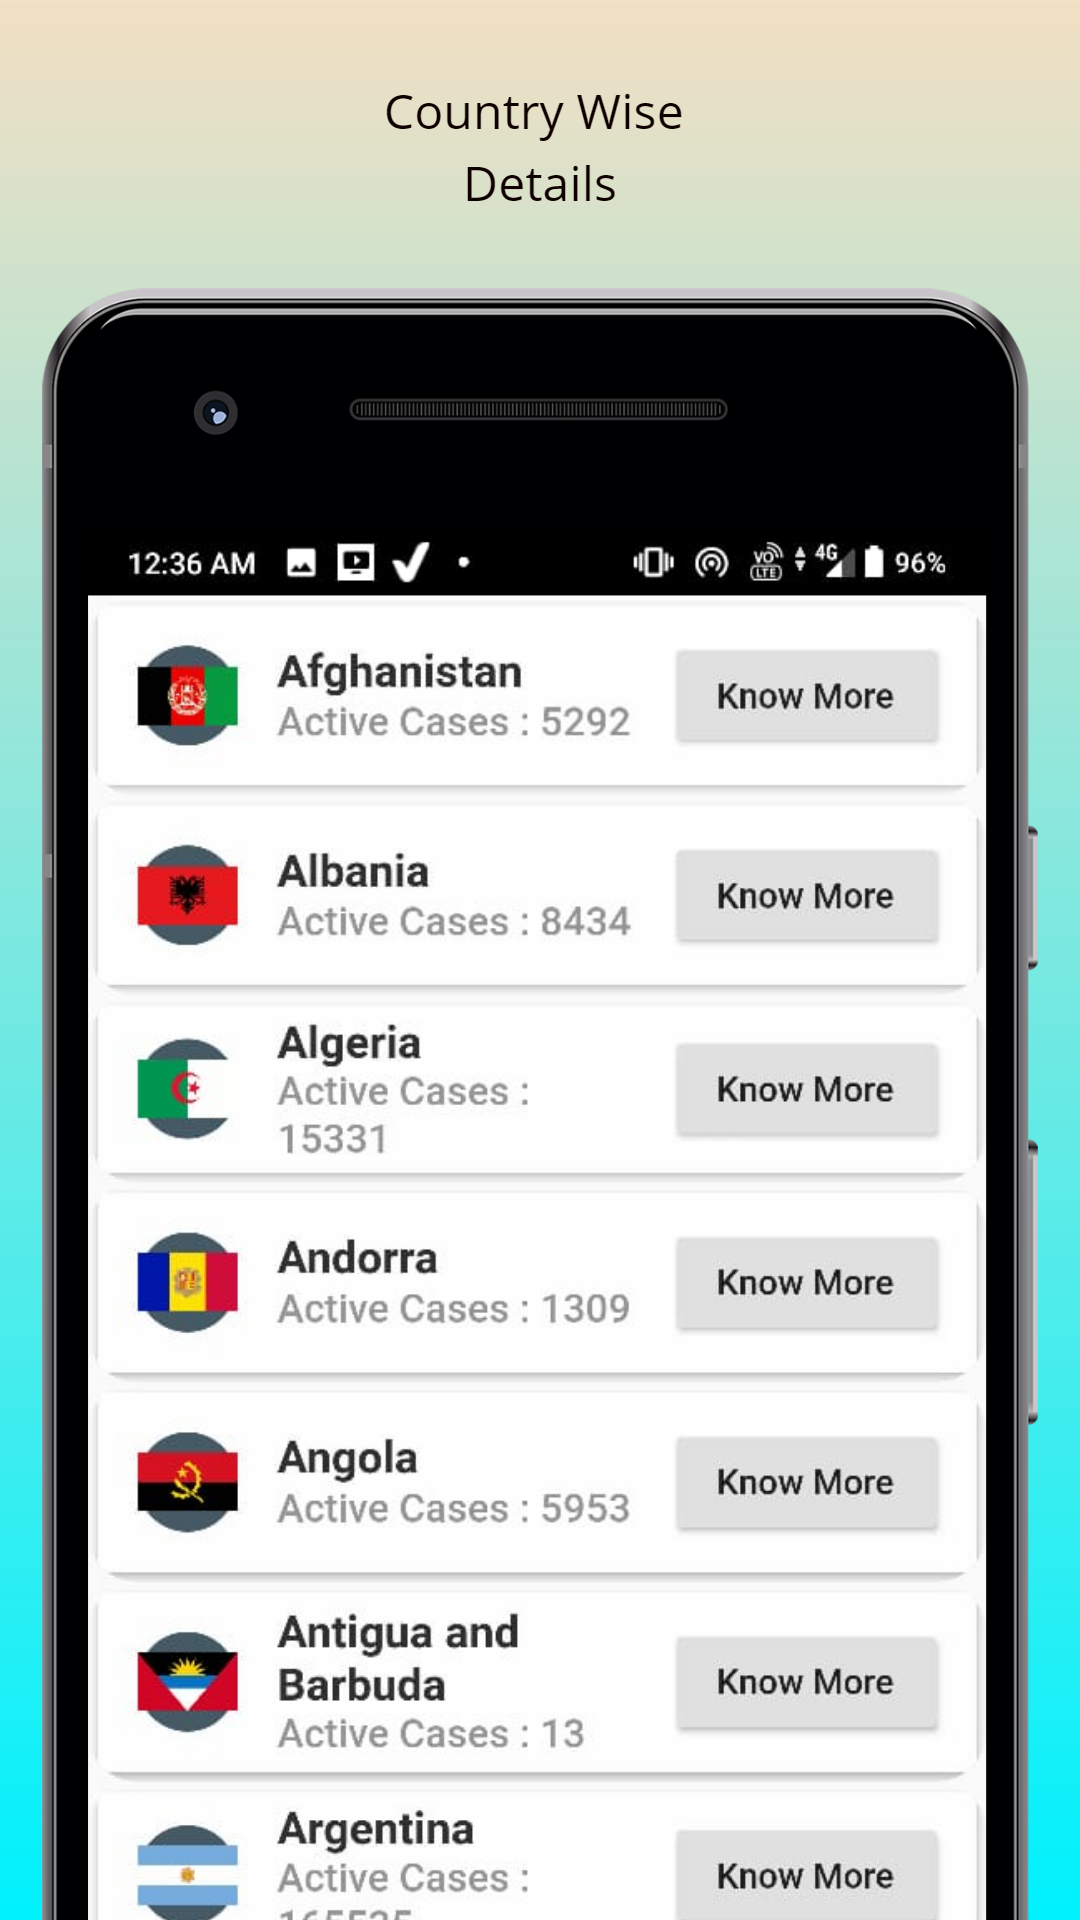 Country Wise
Details
12:36 AM
VO LTE 4G 96%
Afghanistan
Active Cases : 5292
Know More
Albania
Active Cases : 8434
Know More
Algeria
Active Cases :
15331
Know More
Andorra
Active Cases : 1309
Know More
Angola
Active Cases : 5953
Know More
Antigua and
Barbuda
Active Cases : 13
Know More
Argentina
Active Cases :
Know More